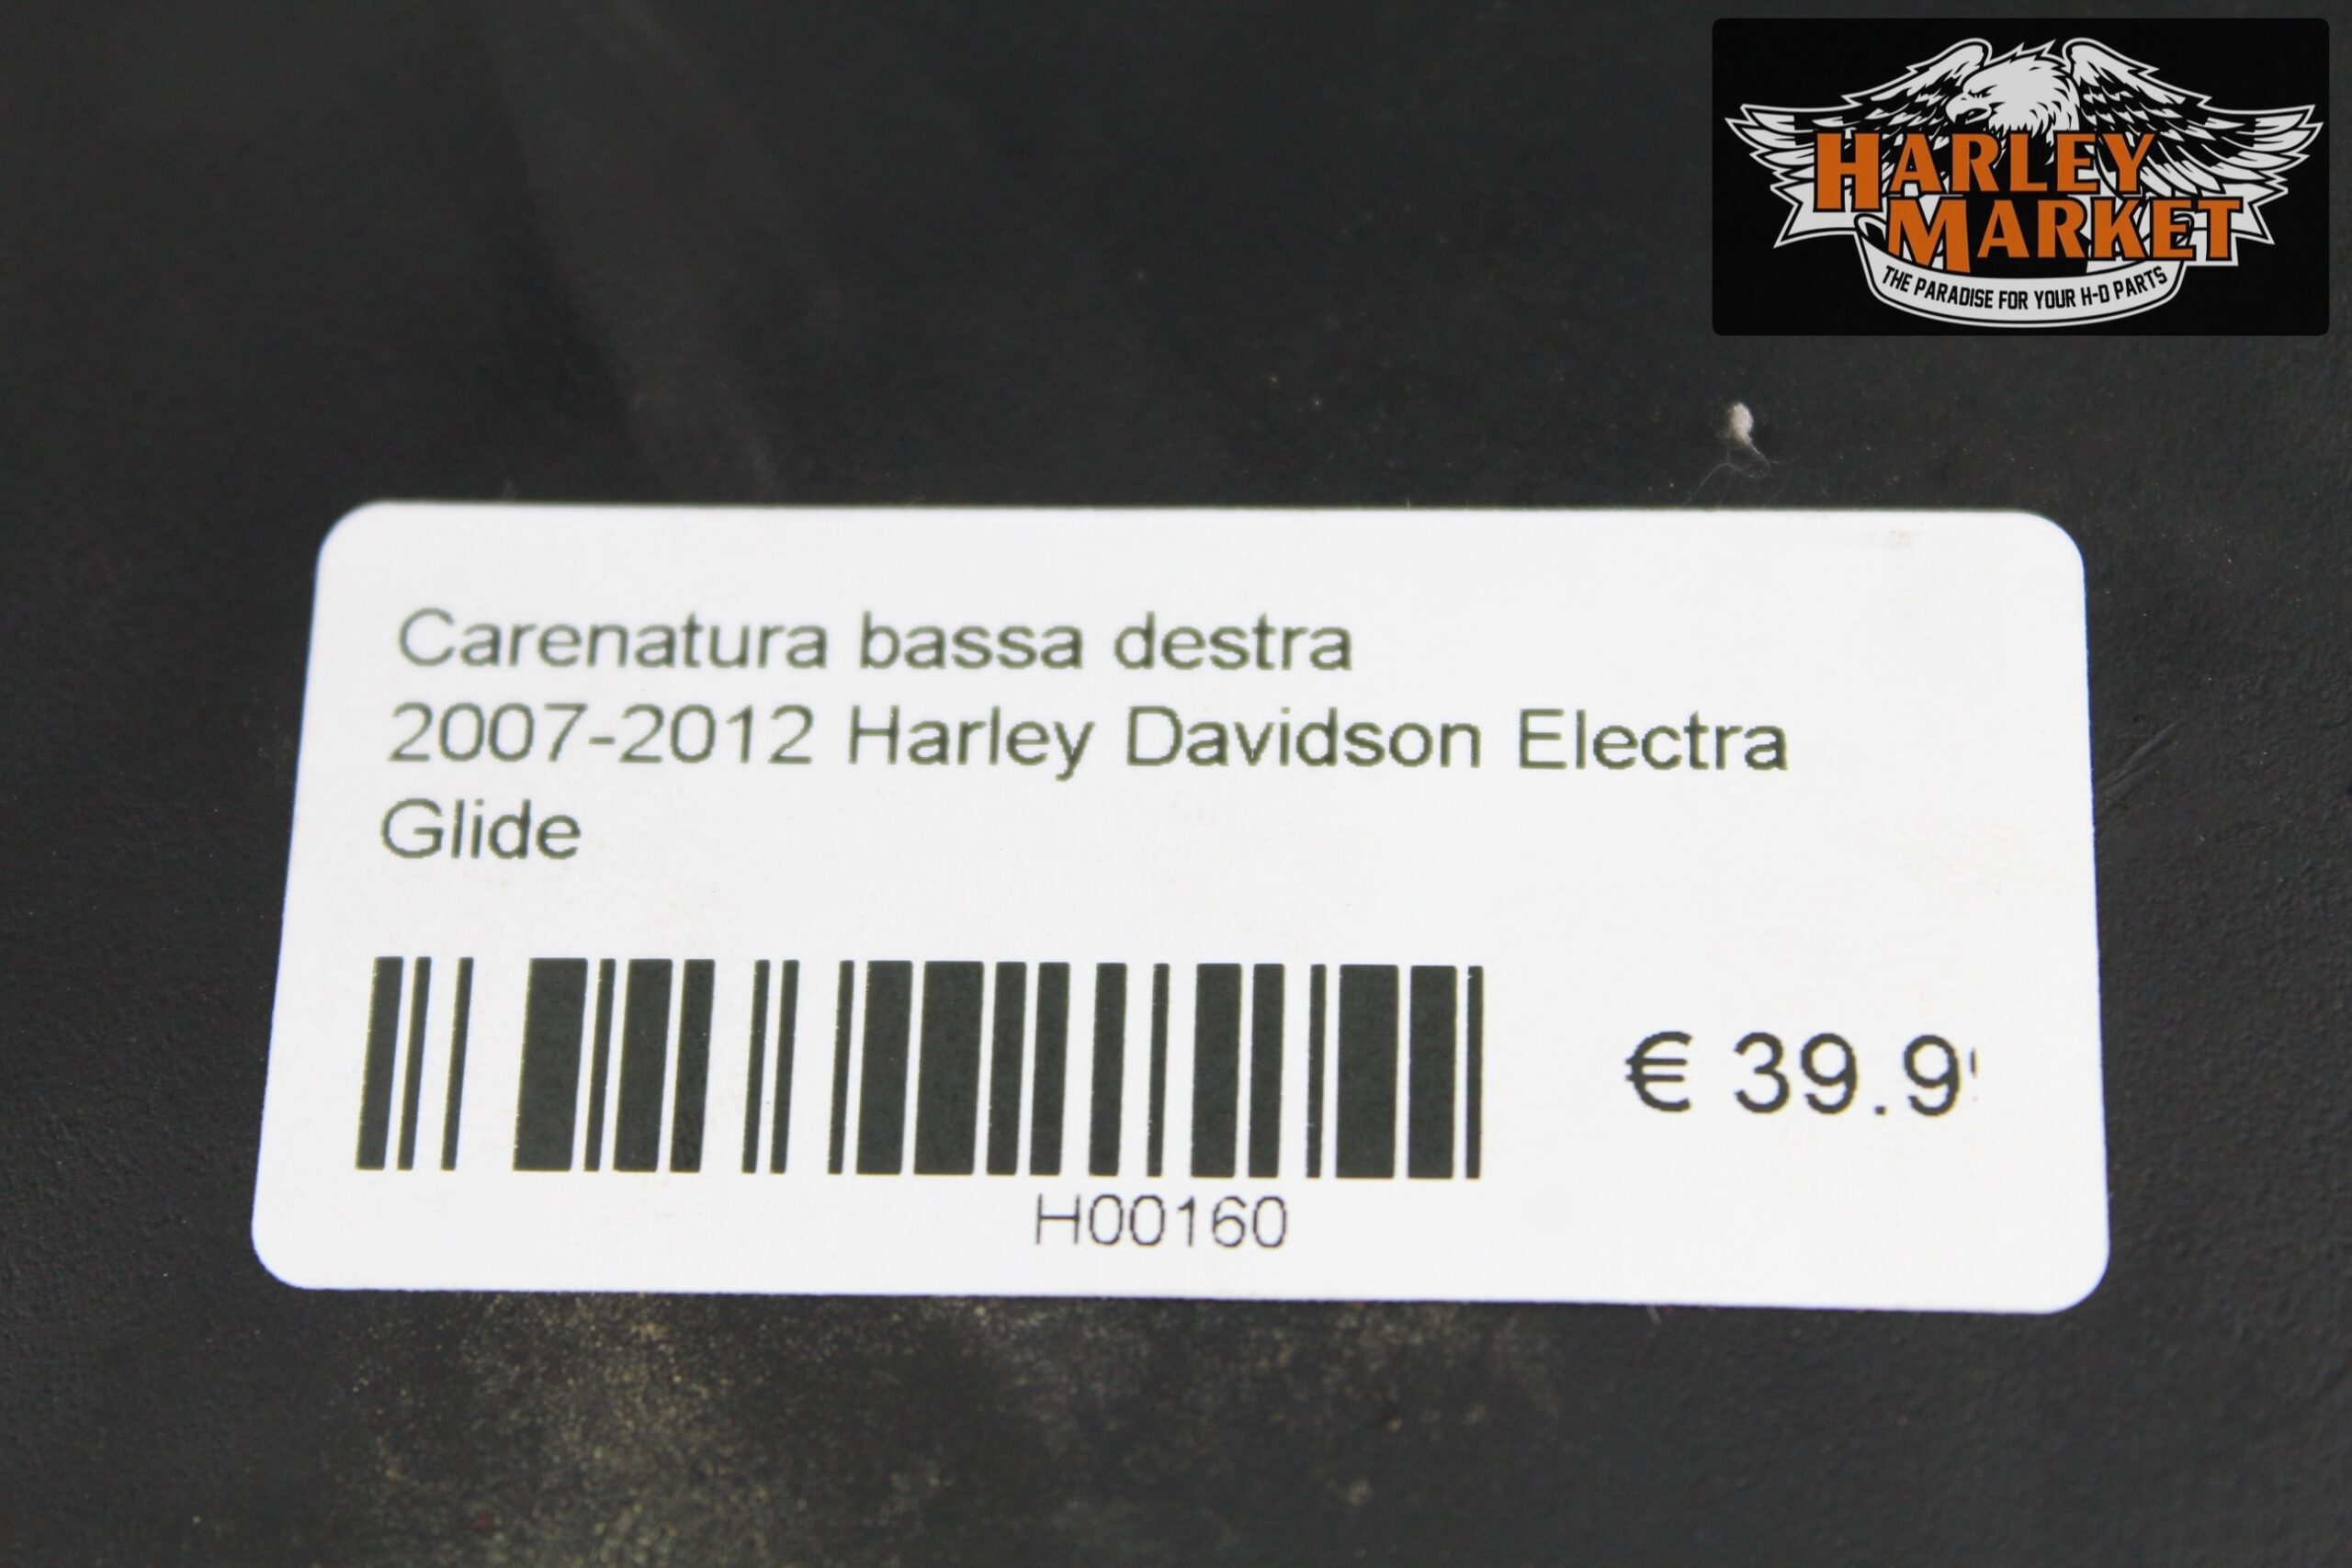 HARLEY
MARKET
THE PARADISE FOR YOUR H-D PARTS
Carenatura bassa destra
2007-2012 Harley Davidson Electra
Glide
€ 39.9
H00160